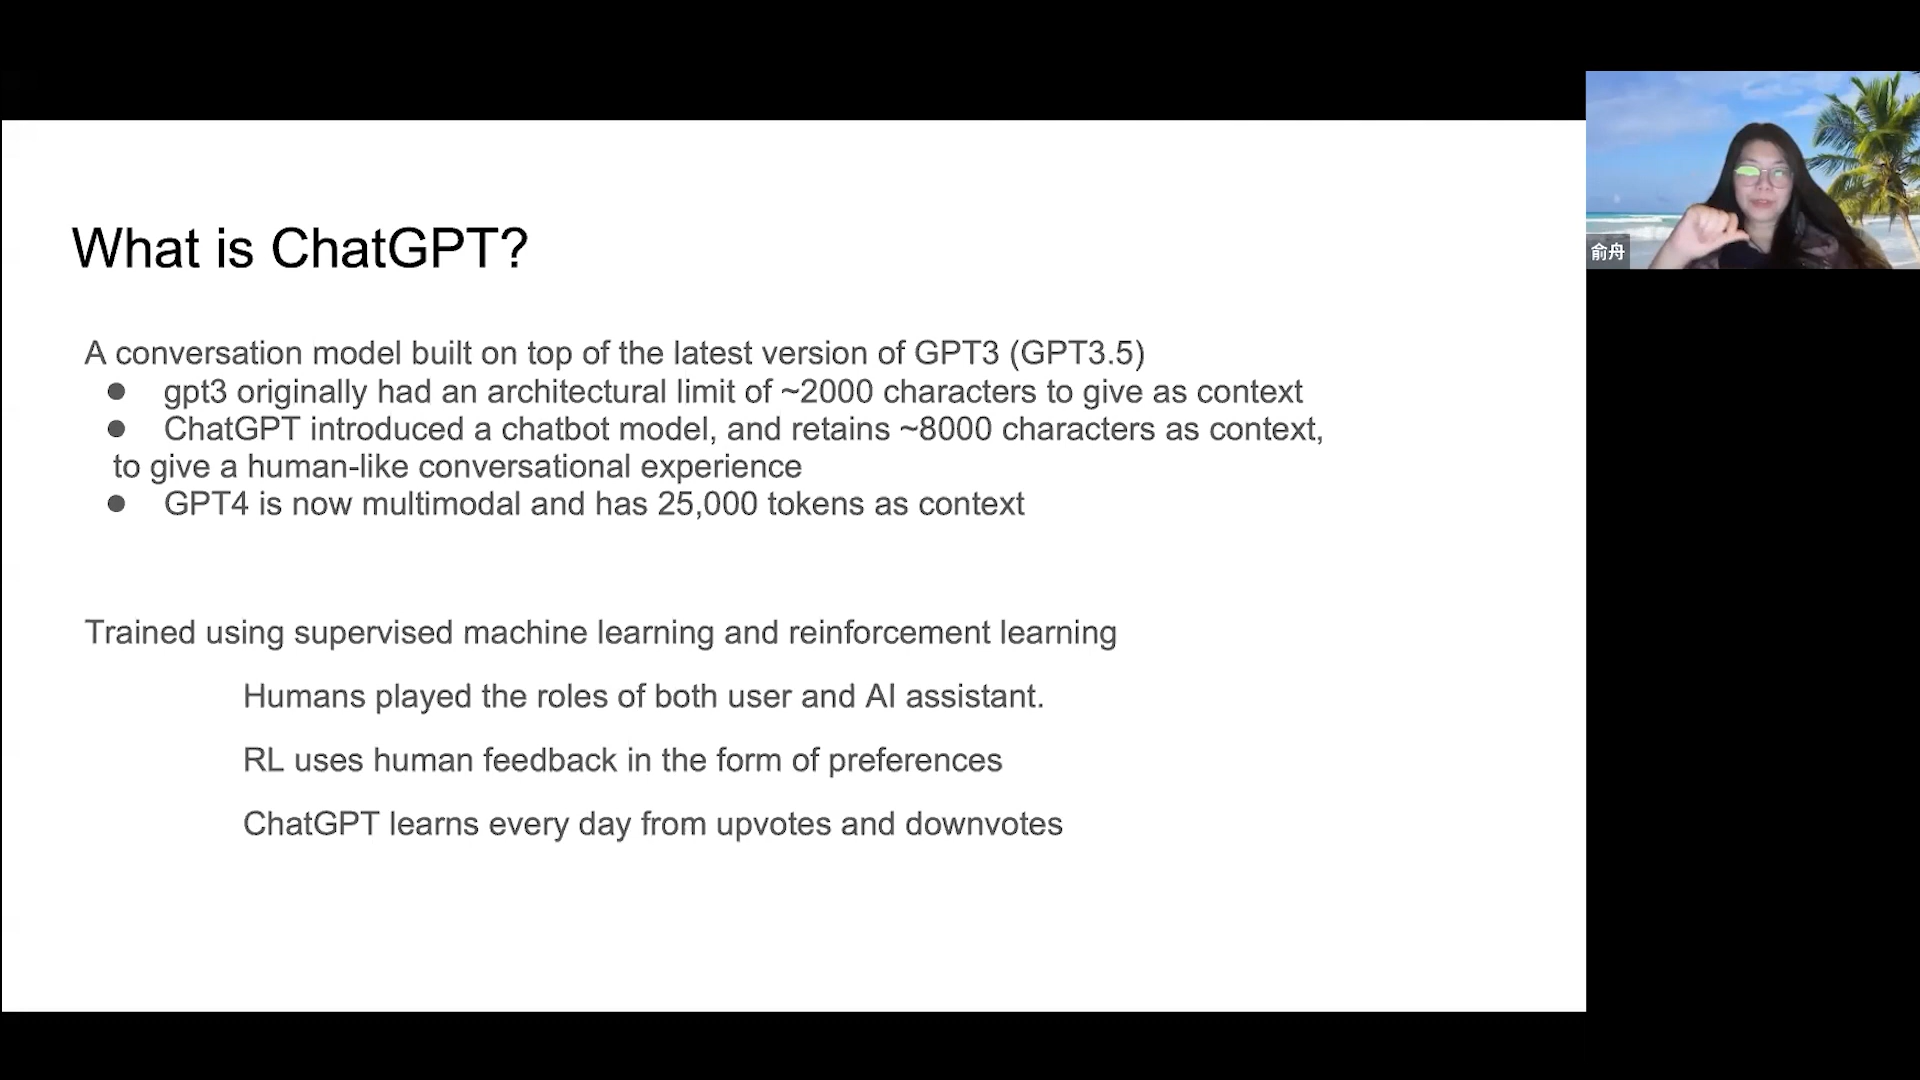 What is ChatGPT?
A conversation model built on top of the latest version of GPT3 (GPT3.5)
● gpt3 originally had an architectural limit of ~2000 characters to give as context
● ChatGPT introduced a chatbot model, and retains ~8000 characters as context,
to give a human-like conversational experience
● GPT4 is now multimodal and has 25,000 tokens as context
Trained using supervised machine learning and reinforcement learning
Humans played the roles of both user and AI assistant.
RL uses human feedback in the form of preferences
ChatGPT learns every day from upvotes and downvotes
俞舟